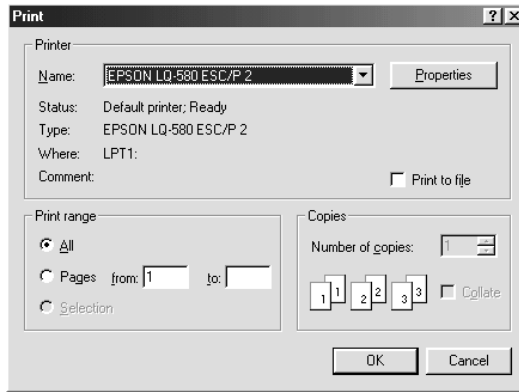 Print
Printer
Name: EPSON LQ-580 ESC/P 2 Properties
Status: Default printer; Ready
Type: EPSON LQ-580 ESC/P 2
Where: LPT1:
Comment: Print to file
Print range
All
Pages from: 1 to:
Selection
Copies
Number of copies: 1
1 1 2 2 3 3 Collate
OK Cancel